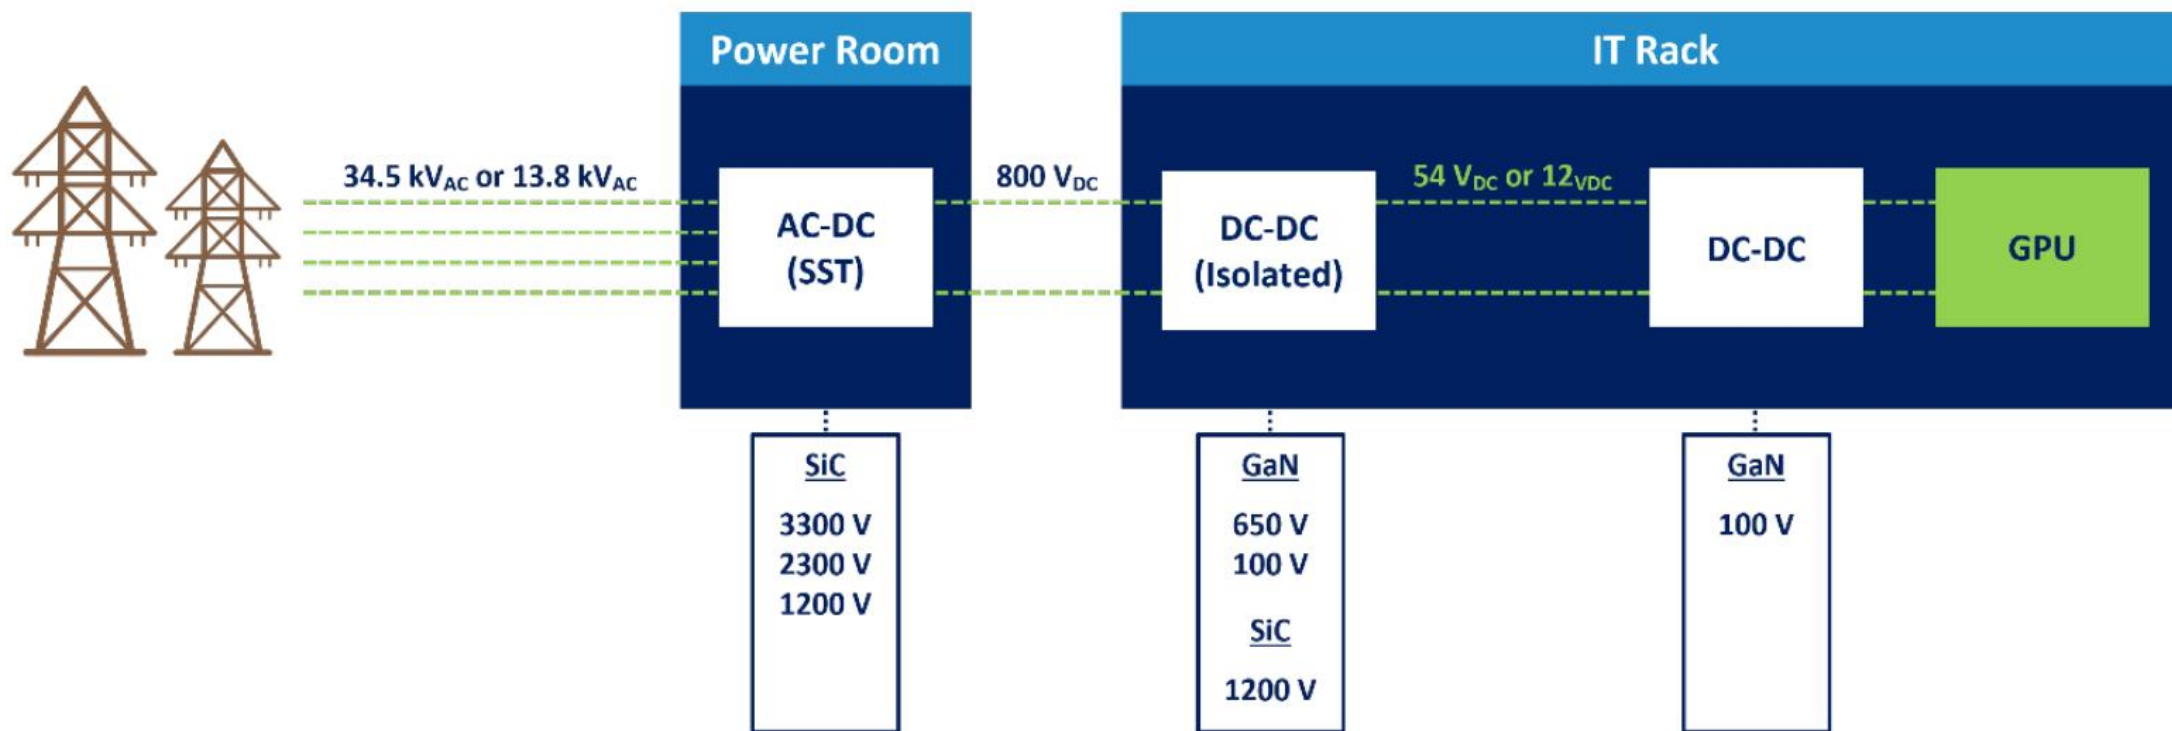 Power Room
IT Rack
34.5 kVAC or 13.8 kVAC
AC-DC
(SST)
800 VDC
DC-DC
(Isolated)
54 VDC or 12VDC
DC-DC
GPU
SiC
3300 V
2300 V
1200 V
GaN
650 V
100 V
SiC
1200 V
GaN
100 V